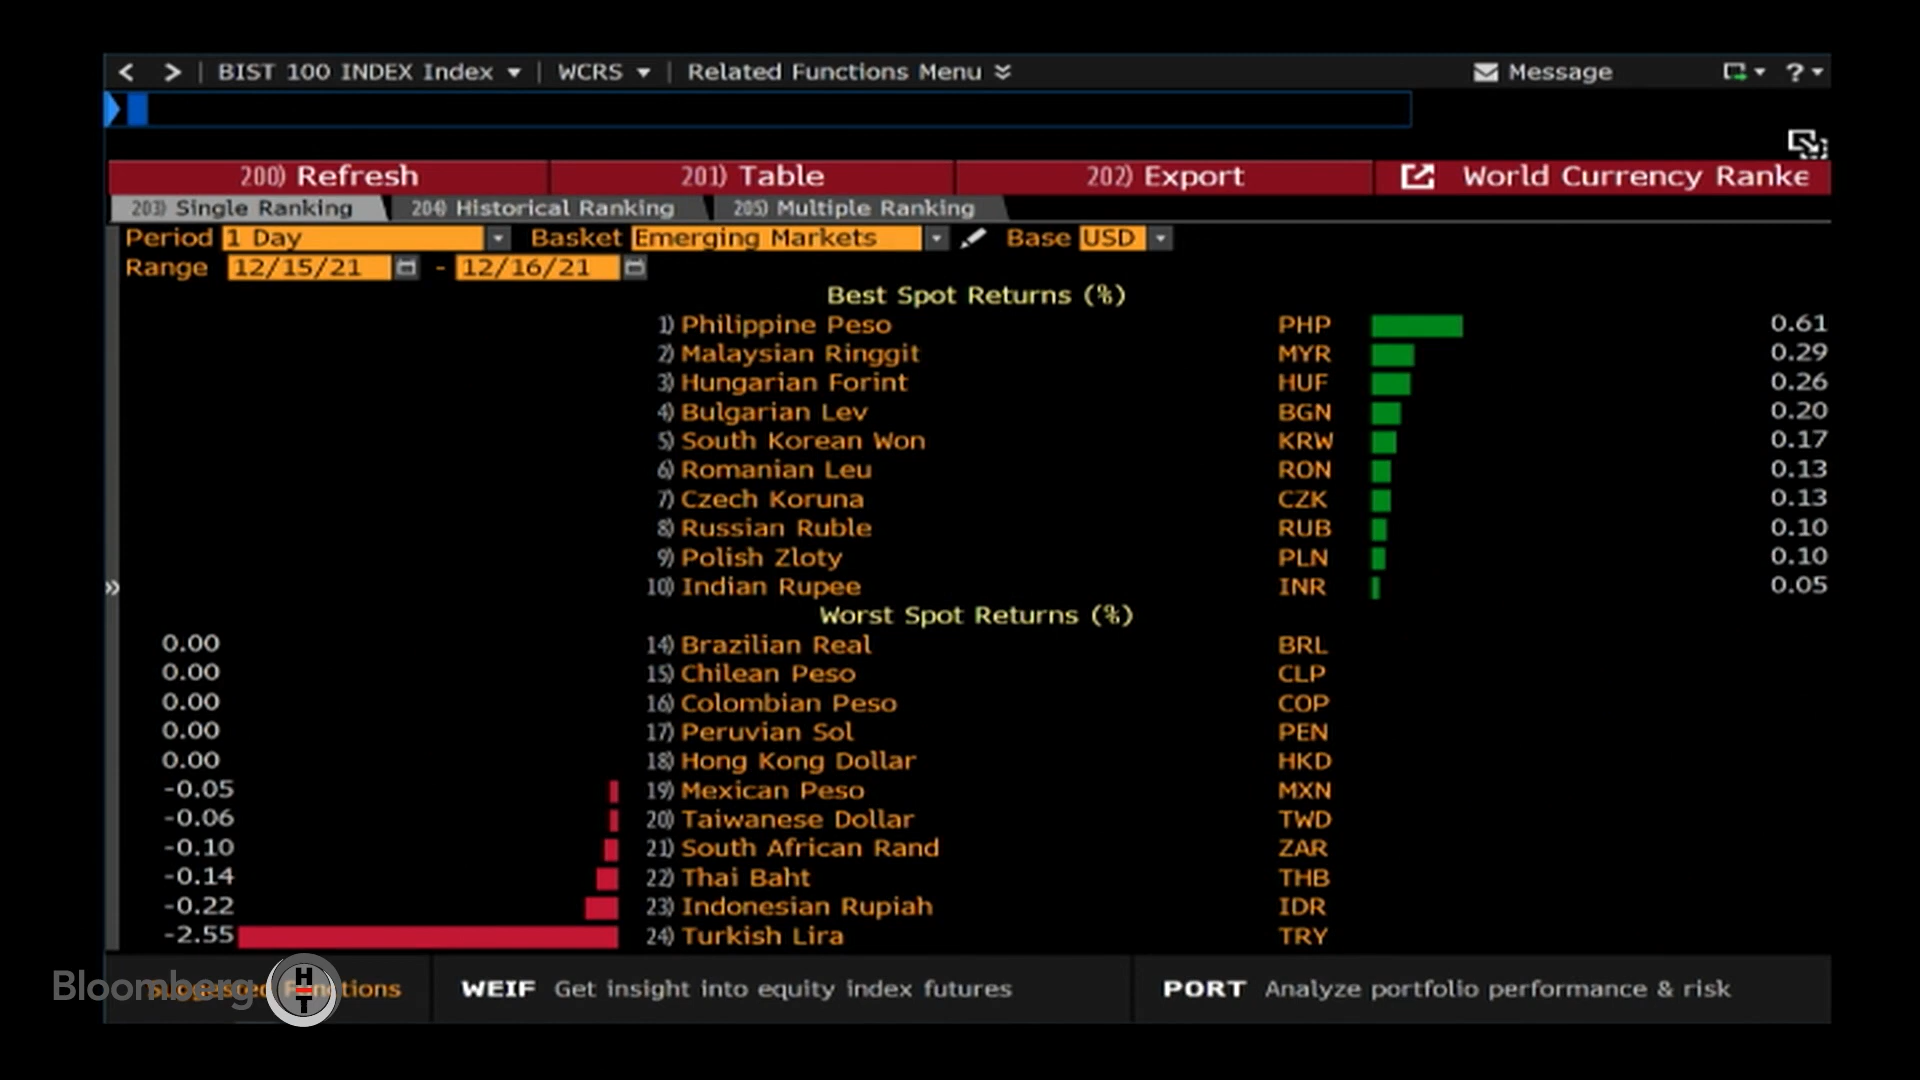 < > BIST 100 INDEX Index WCRS Related Functions Menu Message ?
200) Refresh 201) Table 202) Export World Currency Ranke
203) Single Ranking 204) Historical Ranking 205) Multiple Ranking
Period 1 Day Basket Emerging Markets Base USD
Range 12/15/21 - 12/16/21
Best Spot Returns (%)
1) Philippine Peso PHP 0.61
2) Malaysian Ringgit MYR 0.29
3) Hungarian Forint HUF 0.26
4) Bulgarian Lev BGN 0.20
5) South Korean Won KRW 0.17
6) Romanian Leu RON 0.13
7) Czech Koruna CZK 0.13
8) Russian Ruble RUB 0.10
9) Polish Zloty PLN 0.10
10) Indian Rupee INR 0.05
Worst Spot Returns (%)
0.00 14) Brazilian Real BRL
0.00 15) Chilean Peso CLP
0.00 16) Colombian Peso COP
0.00 17) Peruvian Sol PEN
0.00 18) Hong Kong Dollar HKD
-0.05 19) Mexican Peso MXN
-0.06 20) Taiwanese Dollar TWD
-0.10 21) South African Rand ZAR
-0.14 22) Thai Baht THB
-0.22 23) Indonesian Rupiah IDR
-2.55 24) Turkish Lira TRY
Bloomberg HT
WEIF Get insight into equity index futures PORT Analyze portfolio performance & risk